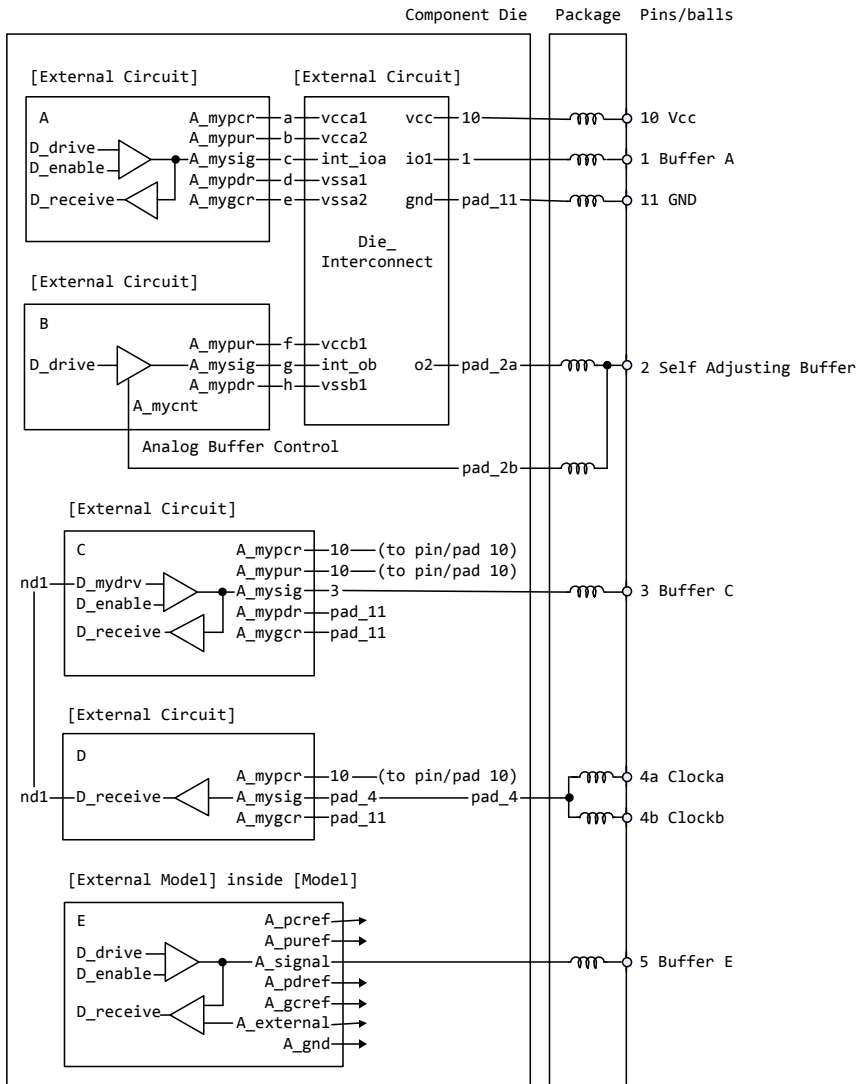 Component Die Package Pins/balls
[External Circuit] [External Circuit]
A A_mypcr a vcca1 vcc 10 10 Vcc
D_drive A_mypur b vcca2
D_enable A_mysig c int_ioa io1 1 1 Buffer A
A_mypdr d vssa1
D_receive A_mygcr e vssa2 gnd pad_11 11 GND
Die_
Interconnect
[External Circuit]
B
A_mypur f vccb1
D_drive A_mysig g int_ob o2 pad_2a 2 Self Adjusting Buffer
A_mypdr h vssb1
A_mycnt
Analog Buffer Control
pad_2b
[External Circuit]
C A_mypcr 10 (to pin/pad 10)
A_mypur 10 (to pin/pad 10)
nd1 D_mydrv A_mysig 3 3 Buffer C
D_enable A_mypdr pad_11
D_receive A_mygcr pad_11
[External Circuit]
D
A_mypcr 10 (to pin/pad 10) 4a Clocka
nd1 D_receive A_mysig pad_4 pad_4
A_mygcr pad_11 4b Clockb
[External Model] inside [Model]
E A_pcref
A_puref
D_drive A_signal 5 Buffer E
D_enable A_pdref
A_gcref
D_receive A_external
A_gnd